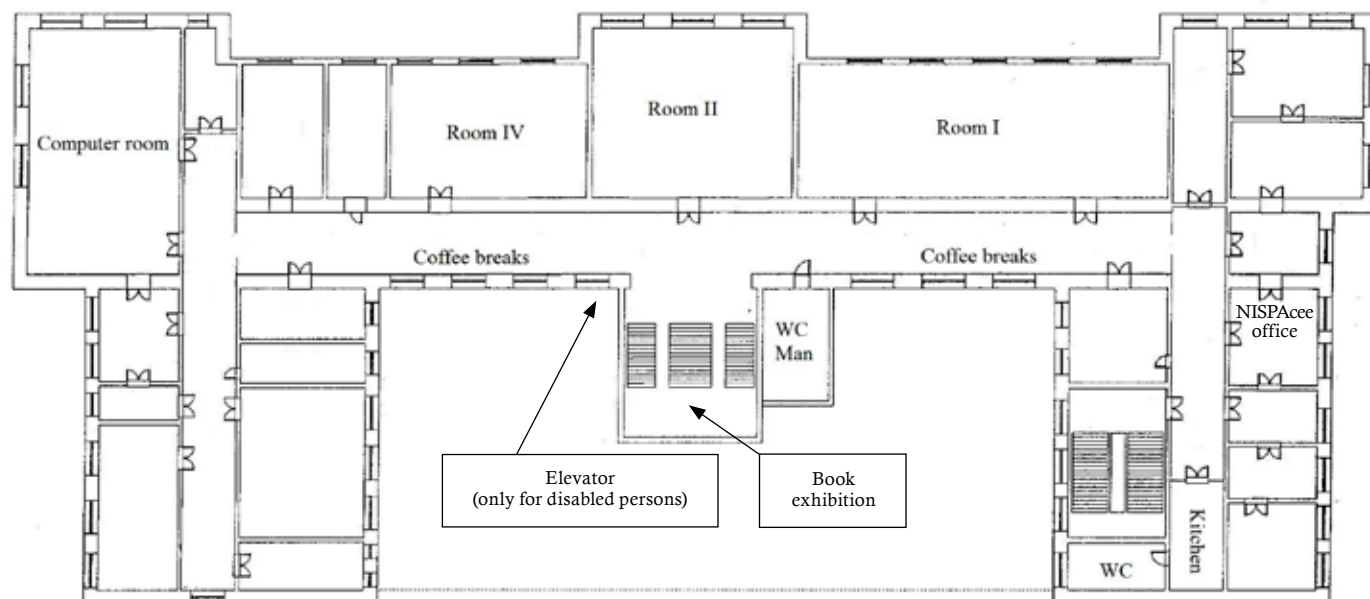 Room II
Room IV
Room I
Computer room
Coffee breaks
Coffee breaks
NISPAcee
office
WC
Man
Elevator
(only for disabled persons)
Book
exhibition
Kitchen
WC